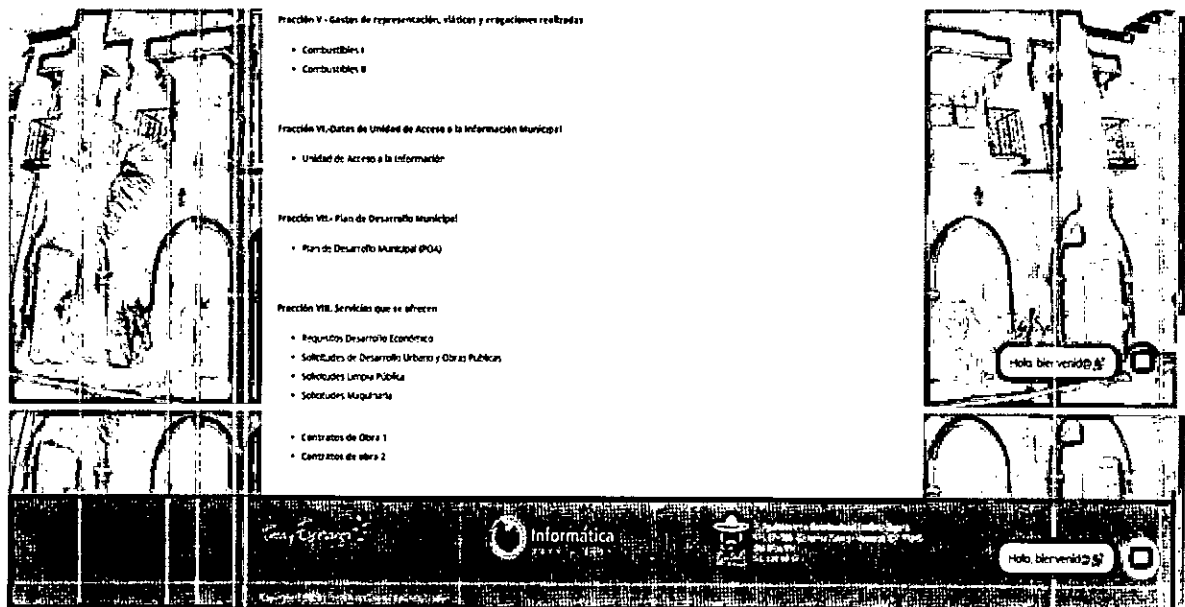 Fracción V.- Gastos de representación, viáticos y erogaciones realizadas
• Combustibles I
• Combustibles II
Fracción VI.-Datos de Unidad de Acceso a la Información Municipal
• Unidad de Acceso a la Información
Fracción VII.- Plan de Desarrollo Municipal
• Plan de Desarrollo Municipal (POA)
Fracción VIII. Servicios que se ofrecen
• Requisitos Desarrollo Económico
• Solicitudes de Desarrollo Urbano y Obras Publicas
• Solicitudes Limpia Pública
• Solicitudes Maquinaria
Hola, bienvenid@
• Contratos de Obra 1
• Contratos de obra 2
Informática
Hola, bienvenid@